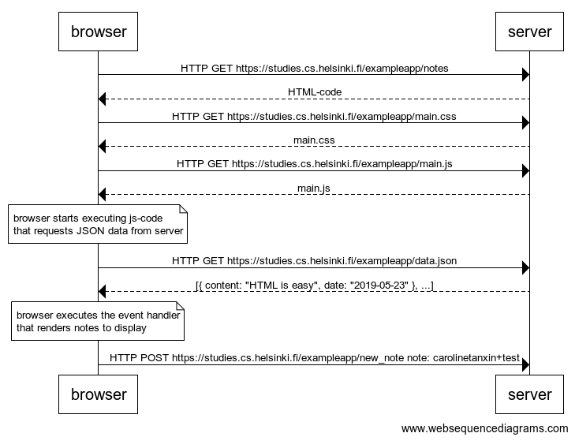 browser
server
HTTP GET https://studies.cs.helsinki.fi/exampleapp/notes
HTML-code
HTTP GET https://studies.cs.helsinki.fi/exampleapp/main.css
main.css
HTTP GET https://studies.cs.helsinki.fi/exampleapp/main.js
main.js
browser starts executing js-code
that requests JSON data from server
HTTP GET https://studies.cs.helsinki.fi/exampleapp/data.json
[{ content: "HTML is easy", date: "2019-05-23" }, ...]
browser executes the event handler
that renders notes to display
HTTP POST https://studies.cs.helsinki.fi/exampleapp/new_note note: carolinetanxin+test
browser
server
www.websequencediagrams.com